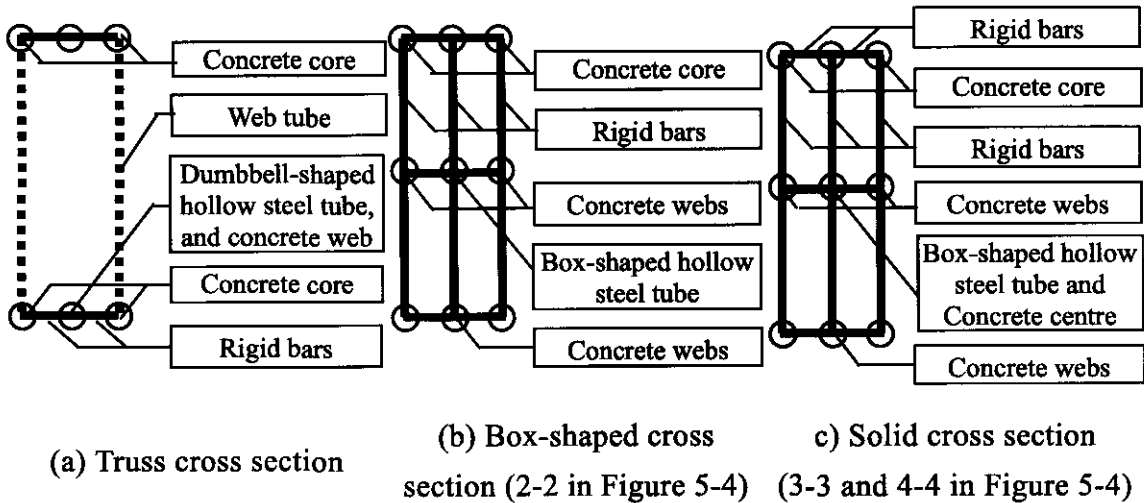 Concrete core
Web tube
Dumbbell-shaped
hollow steel tube,
and concrete web
Concrete core
Rigid bars
(a) Truss cross section
Concrete core
Rigid bars
Concrete webs
Box-shaped hollow
steel tube
Concrete webs
(b) Box-shaped cross
section (2-2 in Figure 5-4)
Rigid bars
Concrete core
Rigid bars
Concrete webs
Box-shaped hollow
steel tube and
Concrete centre
Concrete webs
c) Solid cross section
(3-3 and 4-4 in Figure 5-4)